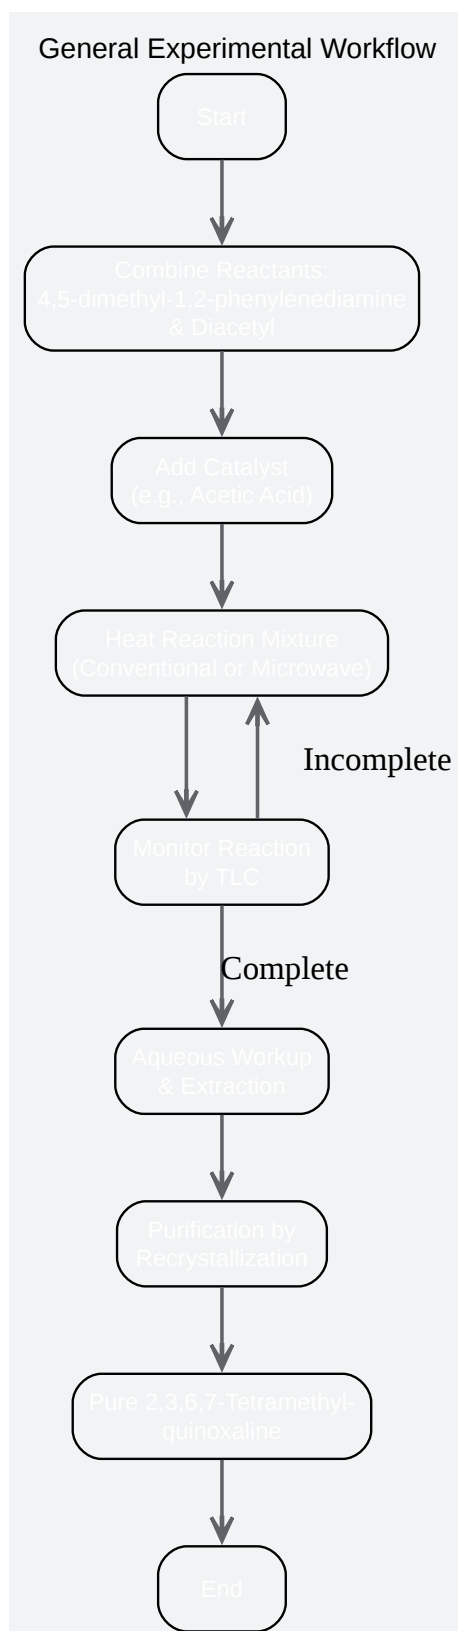 General Experimental Workflow
Start
Combine Reactants:
4,5-dimethyl-1,2-phenylenediamine
& Diacetyl
Add Catalyst
(e.g., Acetic Acid)
Heat Reaction Mixture
(Conventional or Microwave)
Incomplete
Monitor Reaction
by TLC
Complete
Aqueous Workup
& Extraction
Purification by
Recrystallization
Pure 2,3,6,7-Tetramethyl-
quinoxaline
End